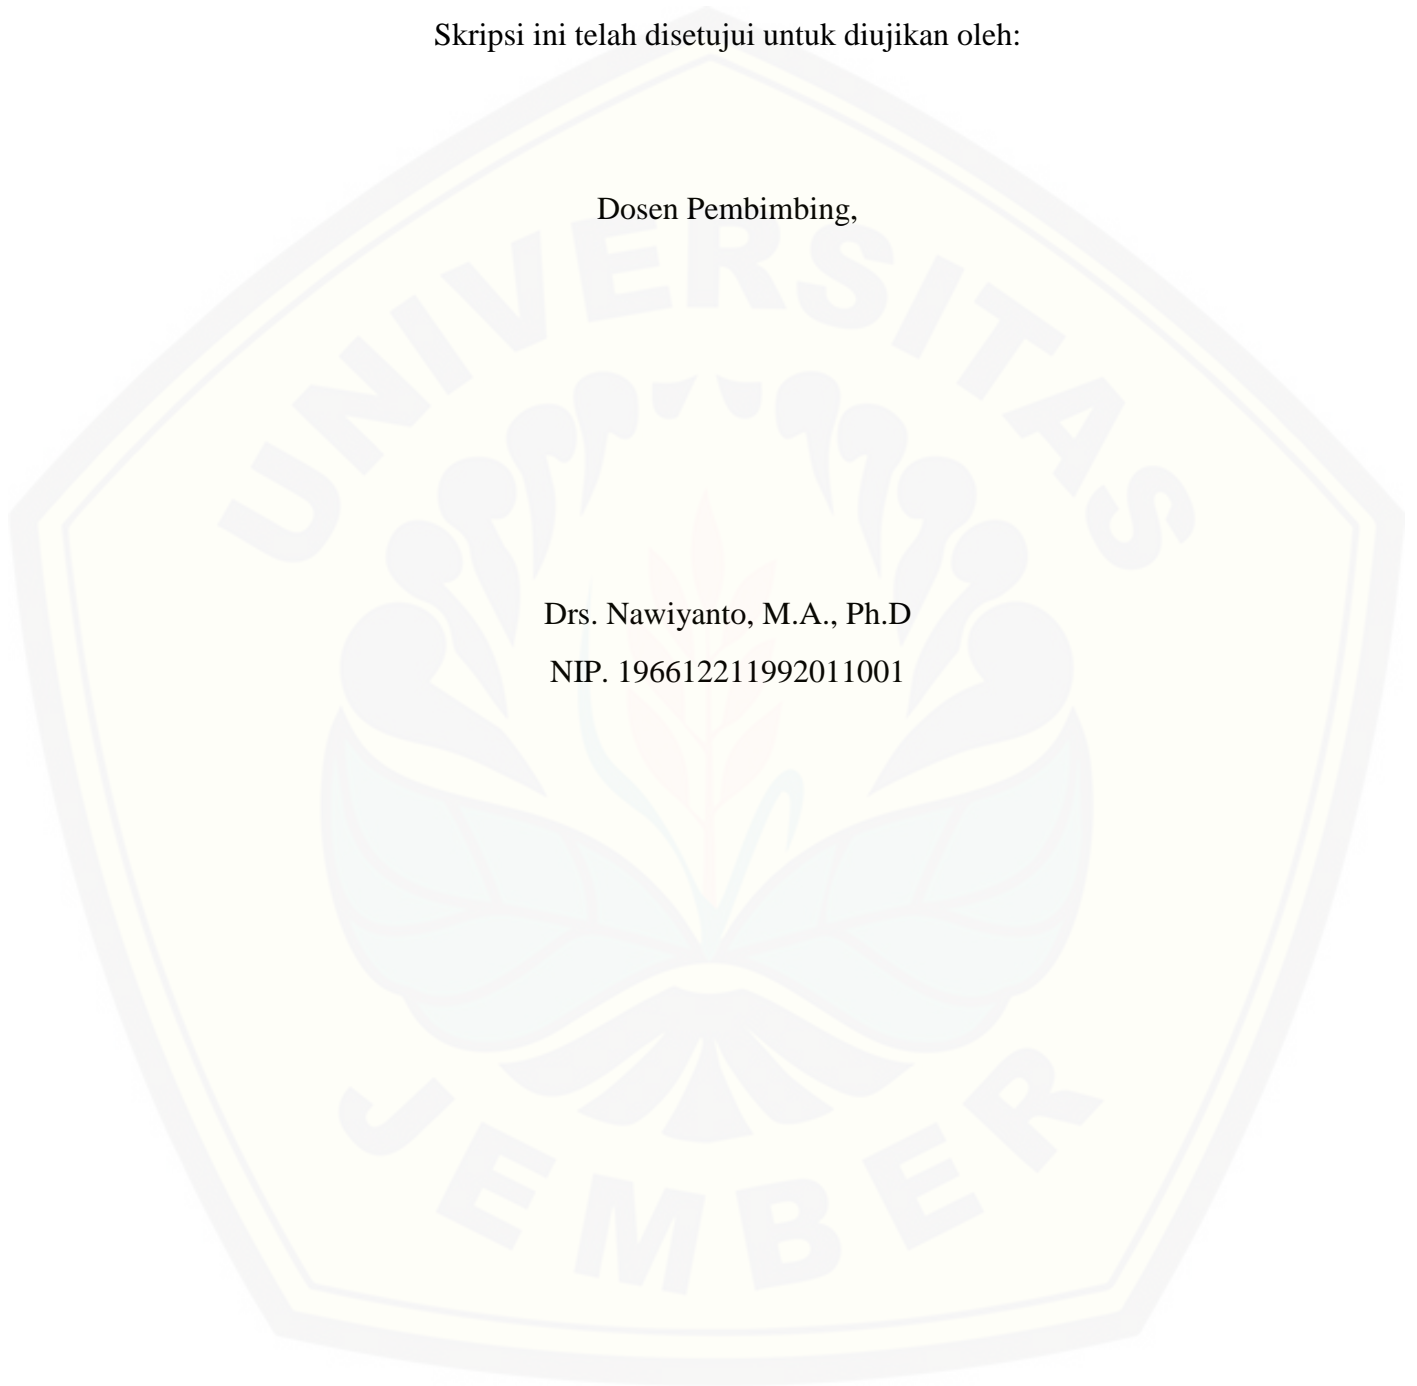 Skripsi ini telah disetujui untuk diujikan oleh:
Dosen Pembimbing,
UNIVERSITAS
Drs. Nawiyanto, M.A., Ph.D
NIP. 196612211992011001
JEMBER